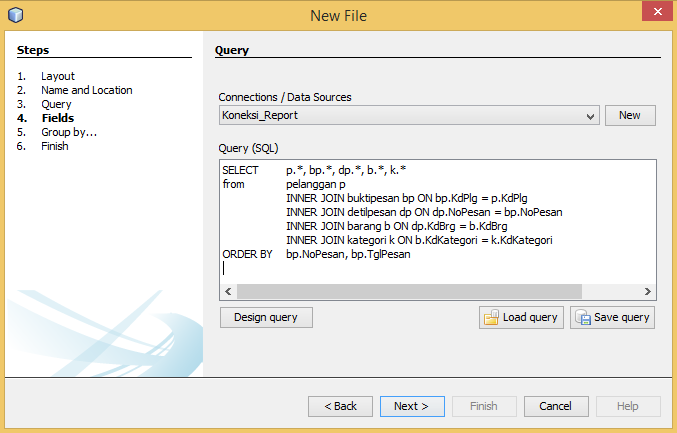 New File
Steps
1. Layout
2. Name and Location
3. Query
4. Fields
5. Group by...
6. Finish
Query
Connections / Data Sources
Koneksi_Report
New
Query (SQL)
SELECT p.*, bp.*, dp.*, b.*, k.*
from pelanggan p
INNER JOIN buktipesan bp ON bp.KdPlg = p.KdPlg
INNER JOIN detilpesan dp ON dp.NoPesan = bp.NoPesan
INNER JOIN barang b ON dp.KdBrg = b.KdBrg
INNER JOIN kategori k ON b.KdKategori = k.KdKategori
ORDER BY bp.NoPesan, bp.TglPesan
Design query
Load query
Save query
< Back
Next >
Finish
Cancel
Help